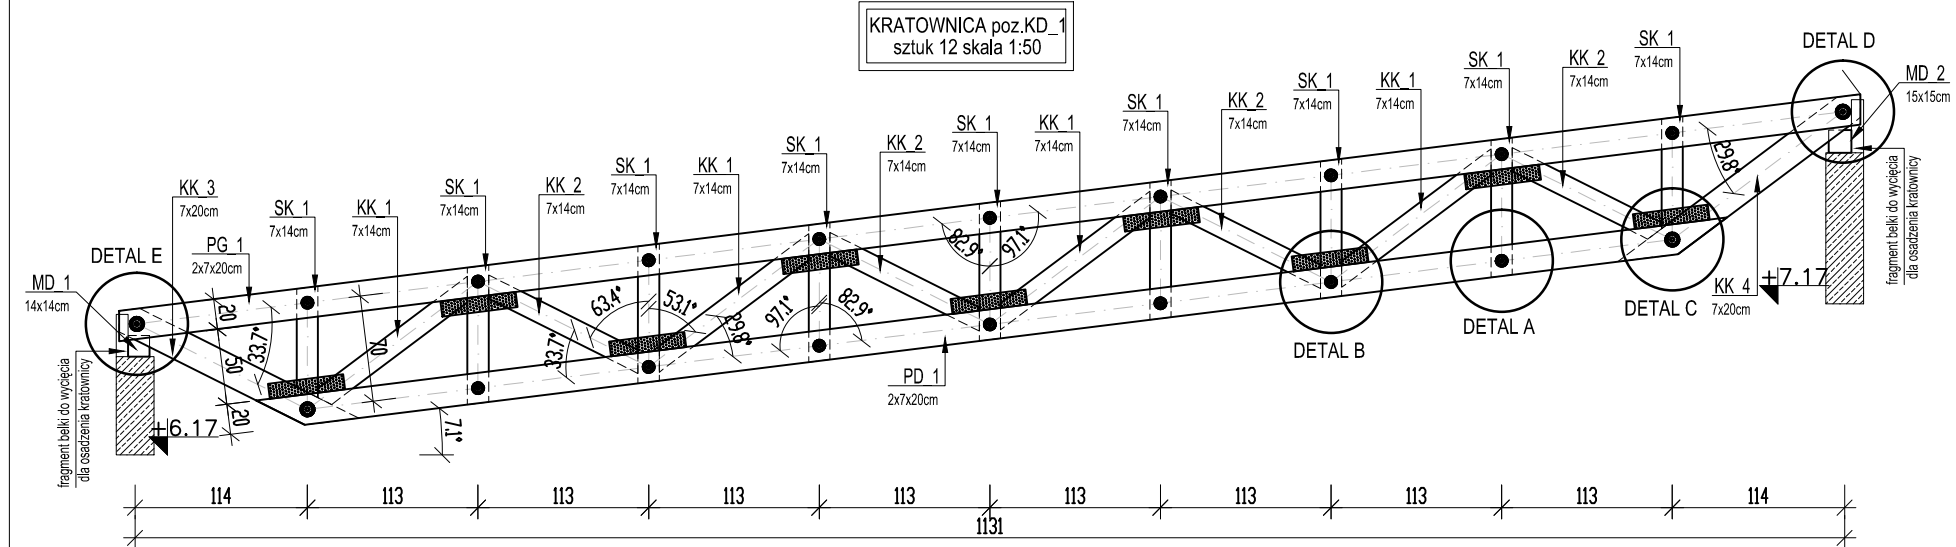 KRATOWNICA poz.KD_1
sztuk 12 skala 1:50
DETAL D
MD_2
15x15cm
SK_1
7x14cm
KK_2
7x14cm
SK_1
7x14cm
KK_1
7x14cm
SK_1
7x14cm
KK_2
7x14cm
SK_1
7x14cm
KK_1
7x14cm
SK_1
7x14cm
KK_2
7x14cm
SK_1
7x14cm
KK_1
7x14cm
SK_1
7x14cm
KK_2
7x14cm
SK_1
7x14cm
KK_1
7x14cm
SK_1
7x14cm
KK_3
7x20cm
PG_1
2x7x20cm
DETAL E
MD_1
14x14cm
29.8°
fragment belki do wycięcia
dla osadzenia kratownicy
82.9°
97.1°
63.4°
53.1°
97.1°
82.9°
29.8°
33.7°
33.7°
20
50
20
70
7.1°
+7.17
KK_4
7x20cm
DETAL C
DETAL A
DETAL B
PD_1
2x7x20cm
+6.17
fragment belki do wycięcia
dla osadzenia kratownicy
114 113 113 113 113 113 113 113 113 114
1131